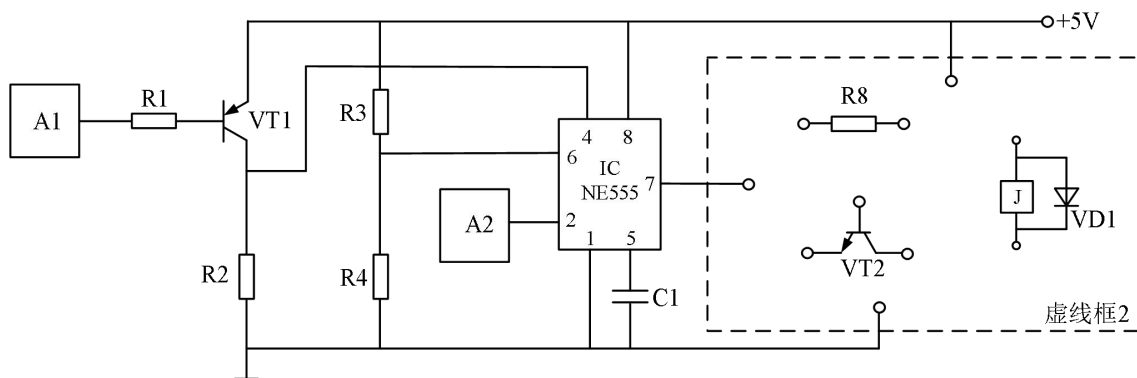 +5V
A1
R1
VT1
R3
4
8
6
IC
NE555
7
A2
2
1
5
R2
R4
C1
R8
J
VD1
VT2
虚线框2